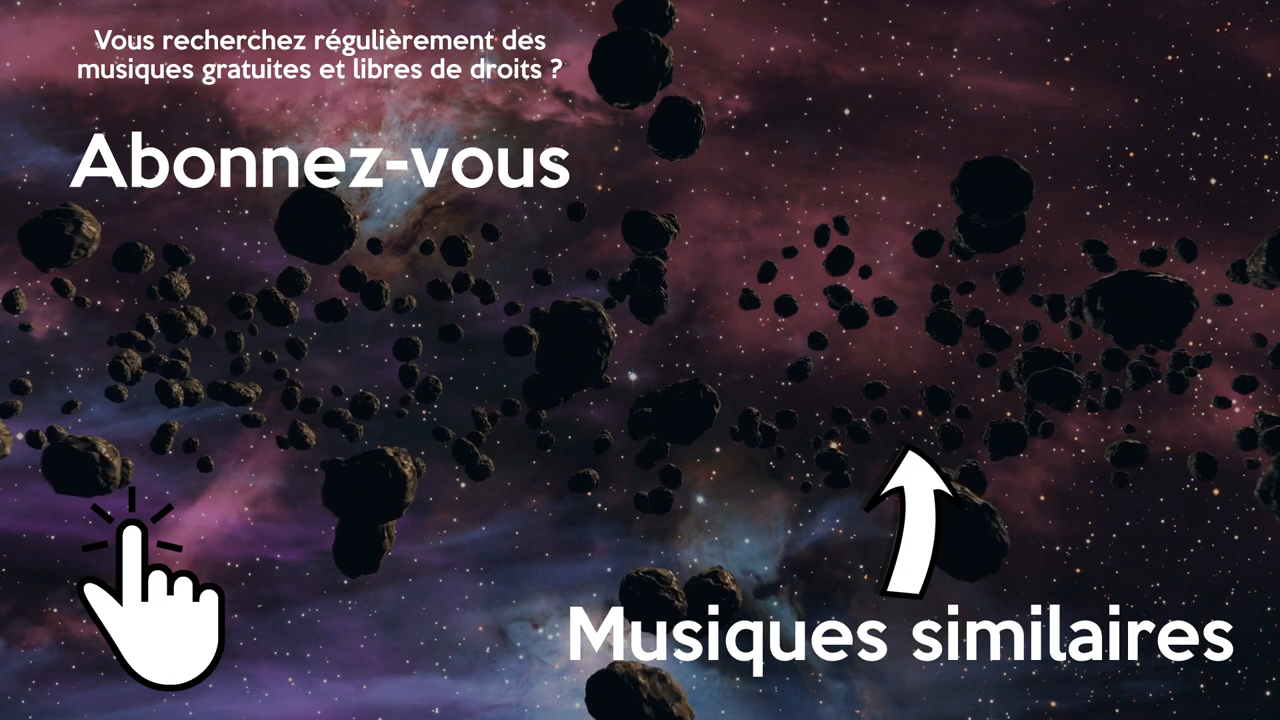 Vous recherchez régulièrement des
musiques gratuites et libres de droits ?
Abonnez-vous
Musiques similaires